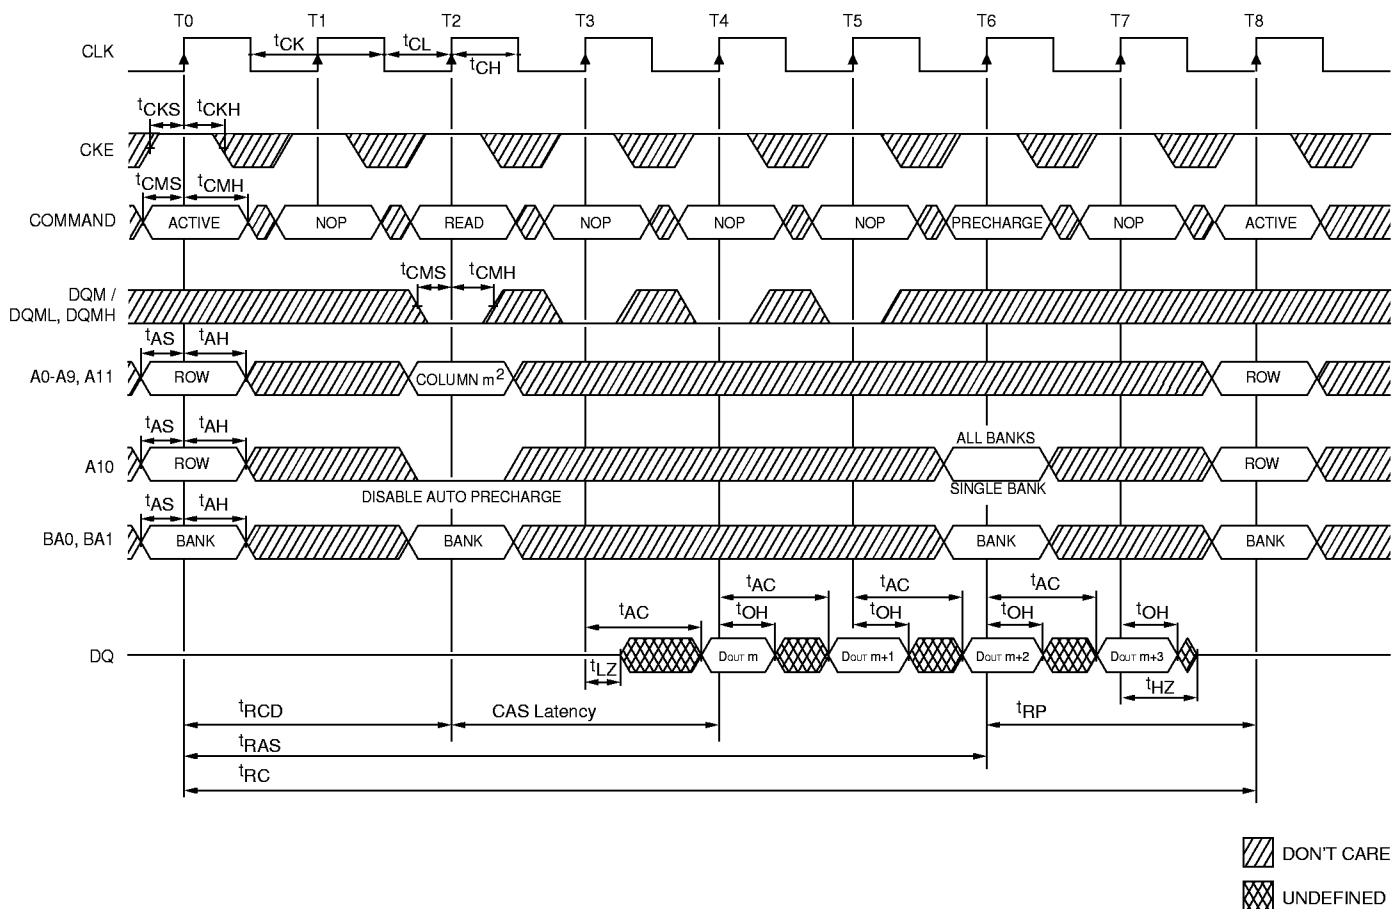 T0 T1 T2 T3 T4 T5 T6 T7 T8
CLK
tCK tCL
tCH
tCKS tCKH
CKE
tCMS tCMH
COMMAND ACTIVE NOP READ NOP NOP NOP PRECHARGE NOP ACTIVE
tCMS tCMH
DQM /
DQML, DQMH
tAS tAH
A0-A9, A11 ROW COLUMN m2 ROW
tAS tAH ALL BANKS
A10 ROW ROW
DISABLE AUTO PRECHARGE SINGLE BANK
tAS tAH
BA0, BA1 BANK BANK BANK BANK
tAC tAC tAC
tAC tOH tOH tOH tOH
DQ DOUT m DOUT m+1 DOUT m+2 DOUT m+3
tLZ tHZ
tRCD CAS Latency tRP
tRAS
tRC
DON'T CARE
UNDEFINED